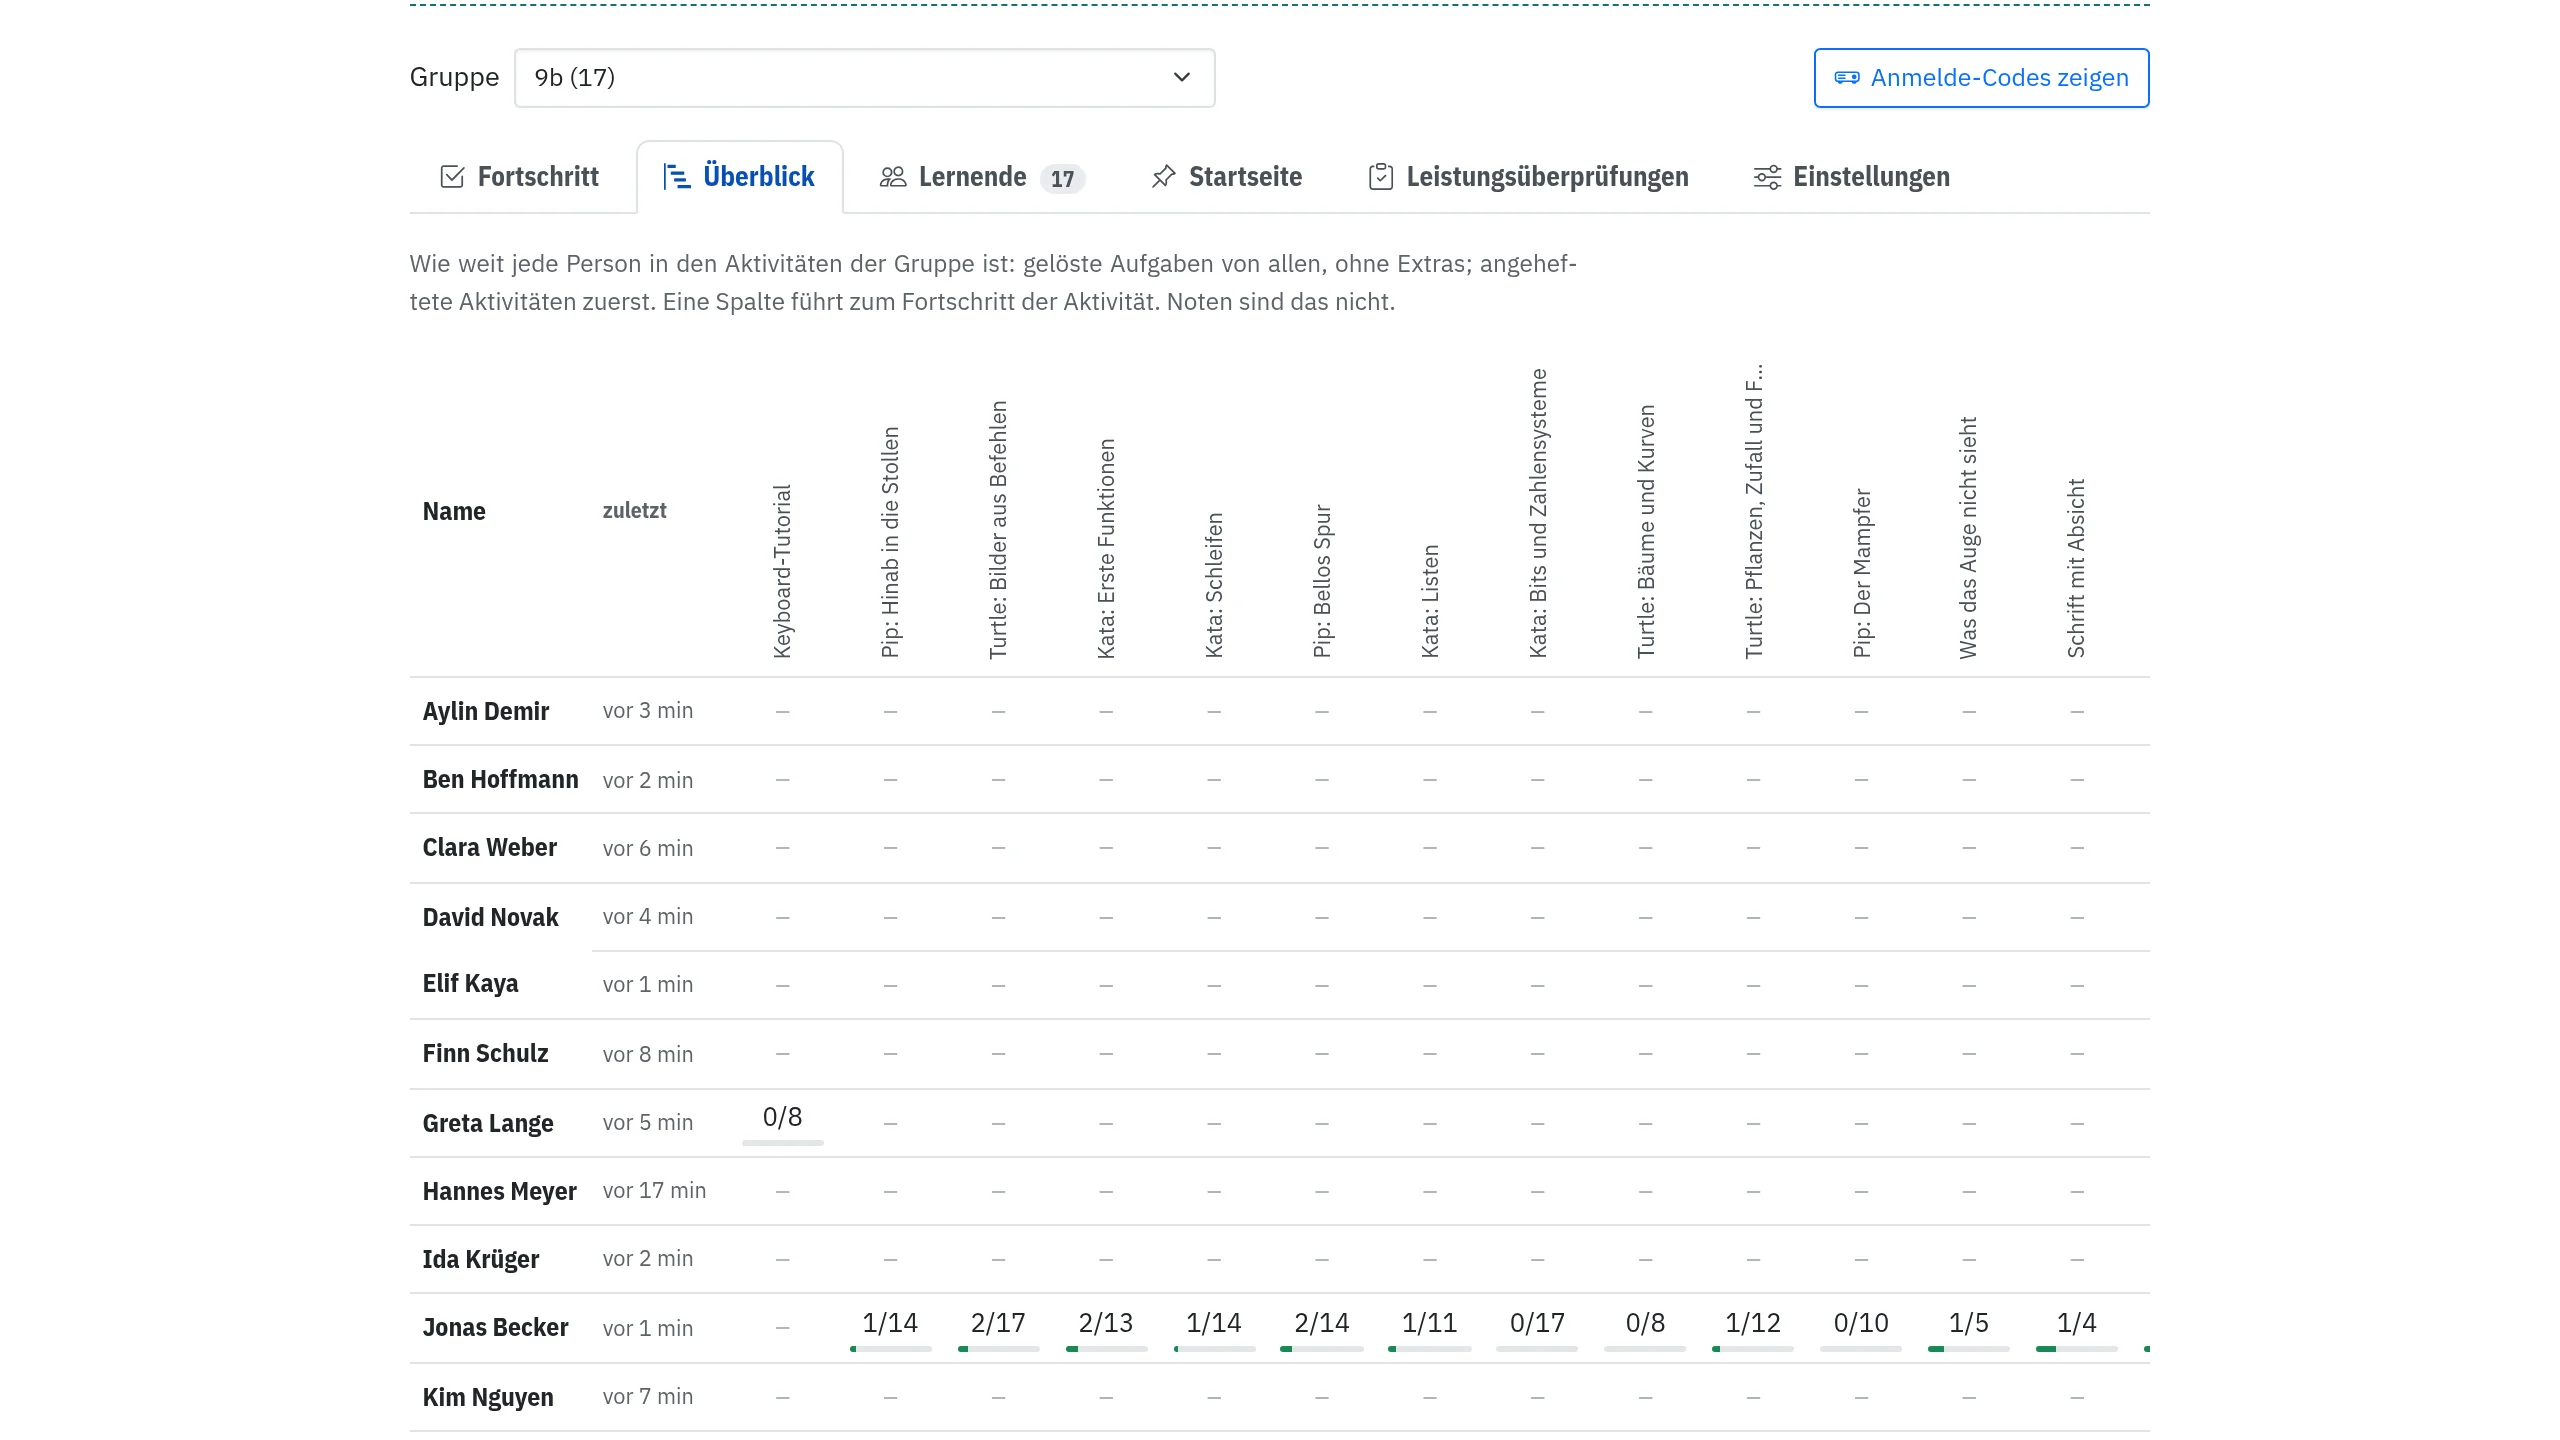 Gruppe 9b (17) Anmelde-Codes zeigen
Fortschritt Überblick Lernende 17 Startseite Leistungsüberprüfungen Einstellungen
Wie weit jede Person in den Aktivitäten der Gruppe ist: gelöste Aufgaben von allen, ohne Extras; angehef-
tete Aktivitäten zuerst. Eine Spalte führt zum Fortschritt der Aktivität. Noten sind das nicht.
Name zuletzt
Keyboard-Tutorial
Pip: Hinab in die Stollen
Turtle: Bilder aus Befehlen
Kata: Erste Funktionen
Kata: Schleifen
Pip: Bellos Spur
Kata: Listen
Kata: Bits und Zahlensysteme
Turtle: Bäume und Kurven
Turtle: Pflanzen, Zufall und F...
Pip: Der Mampfer
Was das Auge nicht sieht
Schrift mit Absicht
Aylin Demir vor 3 min – – – – – – – – – – – – –
Ben Hoffmann vor 2 min – – – – – – – – – – – – –
Clara Weber vor 6 min – – – – – – – – – – – – –
David Novak vor 4 min – – – – – – – – – – – – –
Elif Kaya vor 1 min – – – – – – – – – – – – –
Finn Schulz vor 8 min – – – – – – – – – – – – –
Greta Lange vor 5 min 0/8 – – – – – – – – – – – –
Hannes Meyer vor 17 min – – – – – – – – – – – – –
Ida Krüger vor 2 min – – – – – – – – – – – – –
Jonas Becker vor 1 min – 1/14 2/17 2/13 1/14 2/14 1/11 0/17 0/8 1/12 0/10 1/5 1/4
Kim Nguyen vor 7 min – – – – – – – – – – – – –